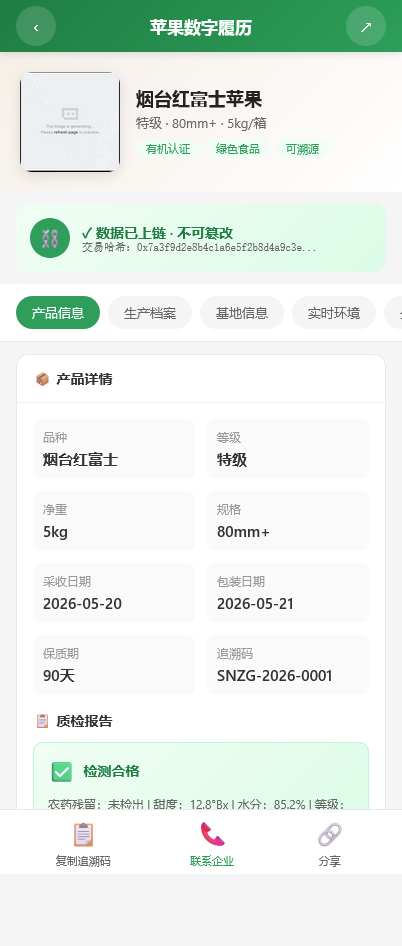 苹果数字履历
The image is generating...
Please refresh page to preview.
烟台红富士苹果
特级 · 80mm+ · 5kg/箱
有机认证 绿色食品 可溯源
✓ 数据已上链 · 不可篡改
交易哈希: 0x7a3f9d2e8b4c1a6e5f2b8d4a9c3e...
产品信息 生产档案 基地信息 实时环境
产品详情
品种 等级
烟台红富士 特级
净重 规格
5kg 80mm+
采收日期 包装日期
2026-05-20 2026-05-21
保质期 追溯码
90天 SNZG-2026-0001
质检报告
检测合格
农药残留：未检出 | 甜度：12.8°Bx | 水分：85.2% | 等级：
复制追溯码 联系企业 分享